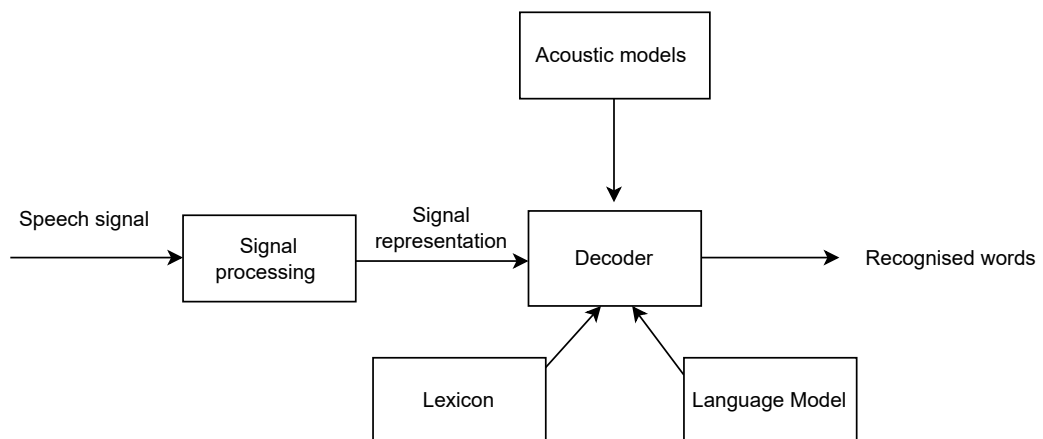 Acoustic models
Speech signal
Signal
processing
Signal
representation
Decoder
Recognised words
Lexicon
Language Model